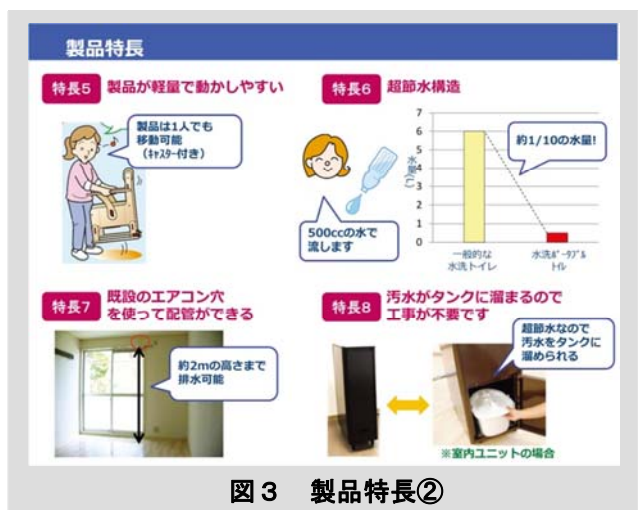 製品特長
特長5 製品が軽量で動かしやすい
製品は1人でも
移動可能
(ｷｬｽﾀｰ付き)
特長6 超節水構造
500ccの水で
流します
水量(L)
7
6
5
4
3
2
1
0
約1/10の水量!
一般的な
水洗トイレ
水洗ﾎﾟｰﾀﾌﾞﾙ
ﾄｲﾚ
特長7 既設のエアコン穴
を使って配管ができる
約2mの高さまで
排水可能
特長8 汚水がタンクに溜まるので
工事が不要です
超節水なので
汚水をタンクに
溜められる
※室内ユニットの場合
図３　製品特長②